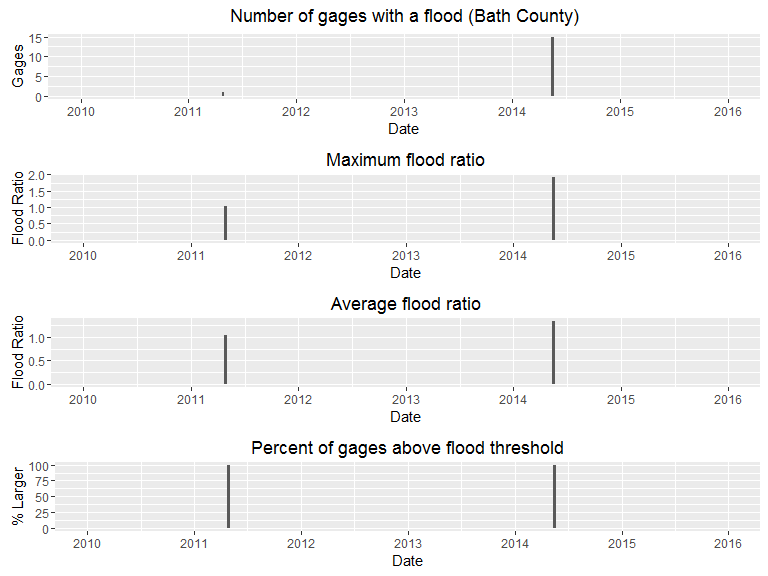 Number of gages with a flood (Bath County)
Gages
15
10
5
0
2010 2011 2012 2013 2014 2015 2016
Date
Maximum flood ratio
Flood Ratio
2.0
1.5
1.0
0.5
0.0
2010 2011 2012 2013 2014 2015 2016
Date
Average flood ratio
Flood Ratio
1.0
0.5
0.0
2010 2011 2012 2013 2014 2015 2016
Date
Percent of gages above flood threshold
% Larger
100
75
50
25
0
2010 2011 2012 2013 2014 2015 2016
Date